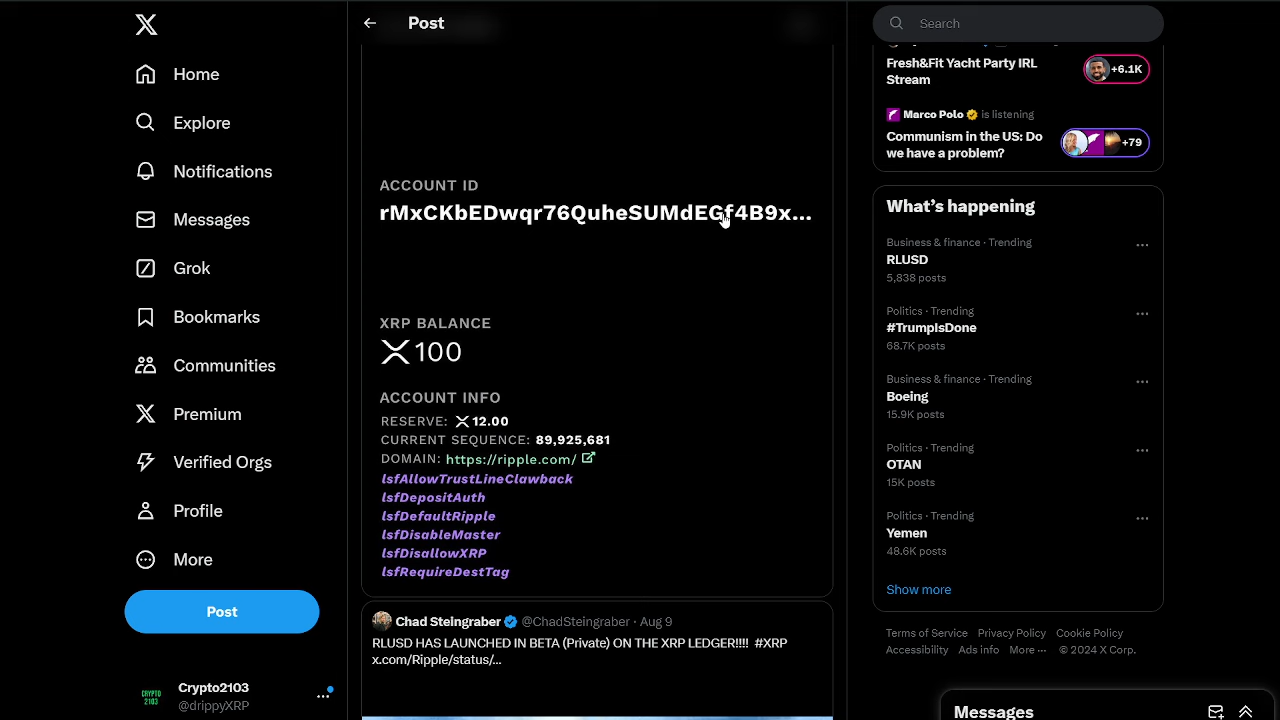 Home
Explore
Notifications
Messages
Grok
Bookmarks
Communities
Premium
Verified Orgs
Profile
More
Post
CRYPTO
2103
Crypto2103
@drippyXRP
Post
ACCOUNT ID
rMxCKbEDwqr76QuheSUMdEGf4B9x...
XRP BALANCE
100
ACCOUNT INFO
RESERVE: 12.00
CURRENT SEQUENCE: 89,925,681
DOMAIN: https://ripple.com/
lsfAllowTrustLineClawback
lsfDepositAuth
lsfDefaultRipple
lsfDisableMaster
lsfDisallowXRP
lsfRequireDestTag
Chad Steingraber @ChadSteingraber · Aug 9
RLUSD HAS LAUNCHED IN BETA (Private) ON THE XRP LEDGER!!!! #XRP
x.com/Ripple/status/...
Search
Fresh&Fit Yacht Party IRL
Stream
+6.1K
Marco Polo is listening
Communism in the US: Do
we have a problem?
+79
What's happening
Business & finance · Trending
RLUSD
5,838 posts
Politics · Trending
#TrumpIsDone
68.7K posts
Business & finance · Trending
Boeing
15.9K posts
Politics · Trending
OTAN
15K posts
Politics · Trending
Yemen
48.6K posts
Show more
Terms of Service Privacy Policy Cookie Policy
Accessibility Ads info More ··· © 2024 X Corp.
Messages